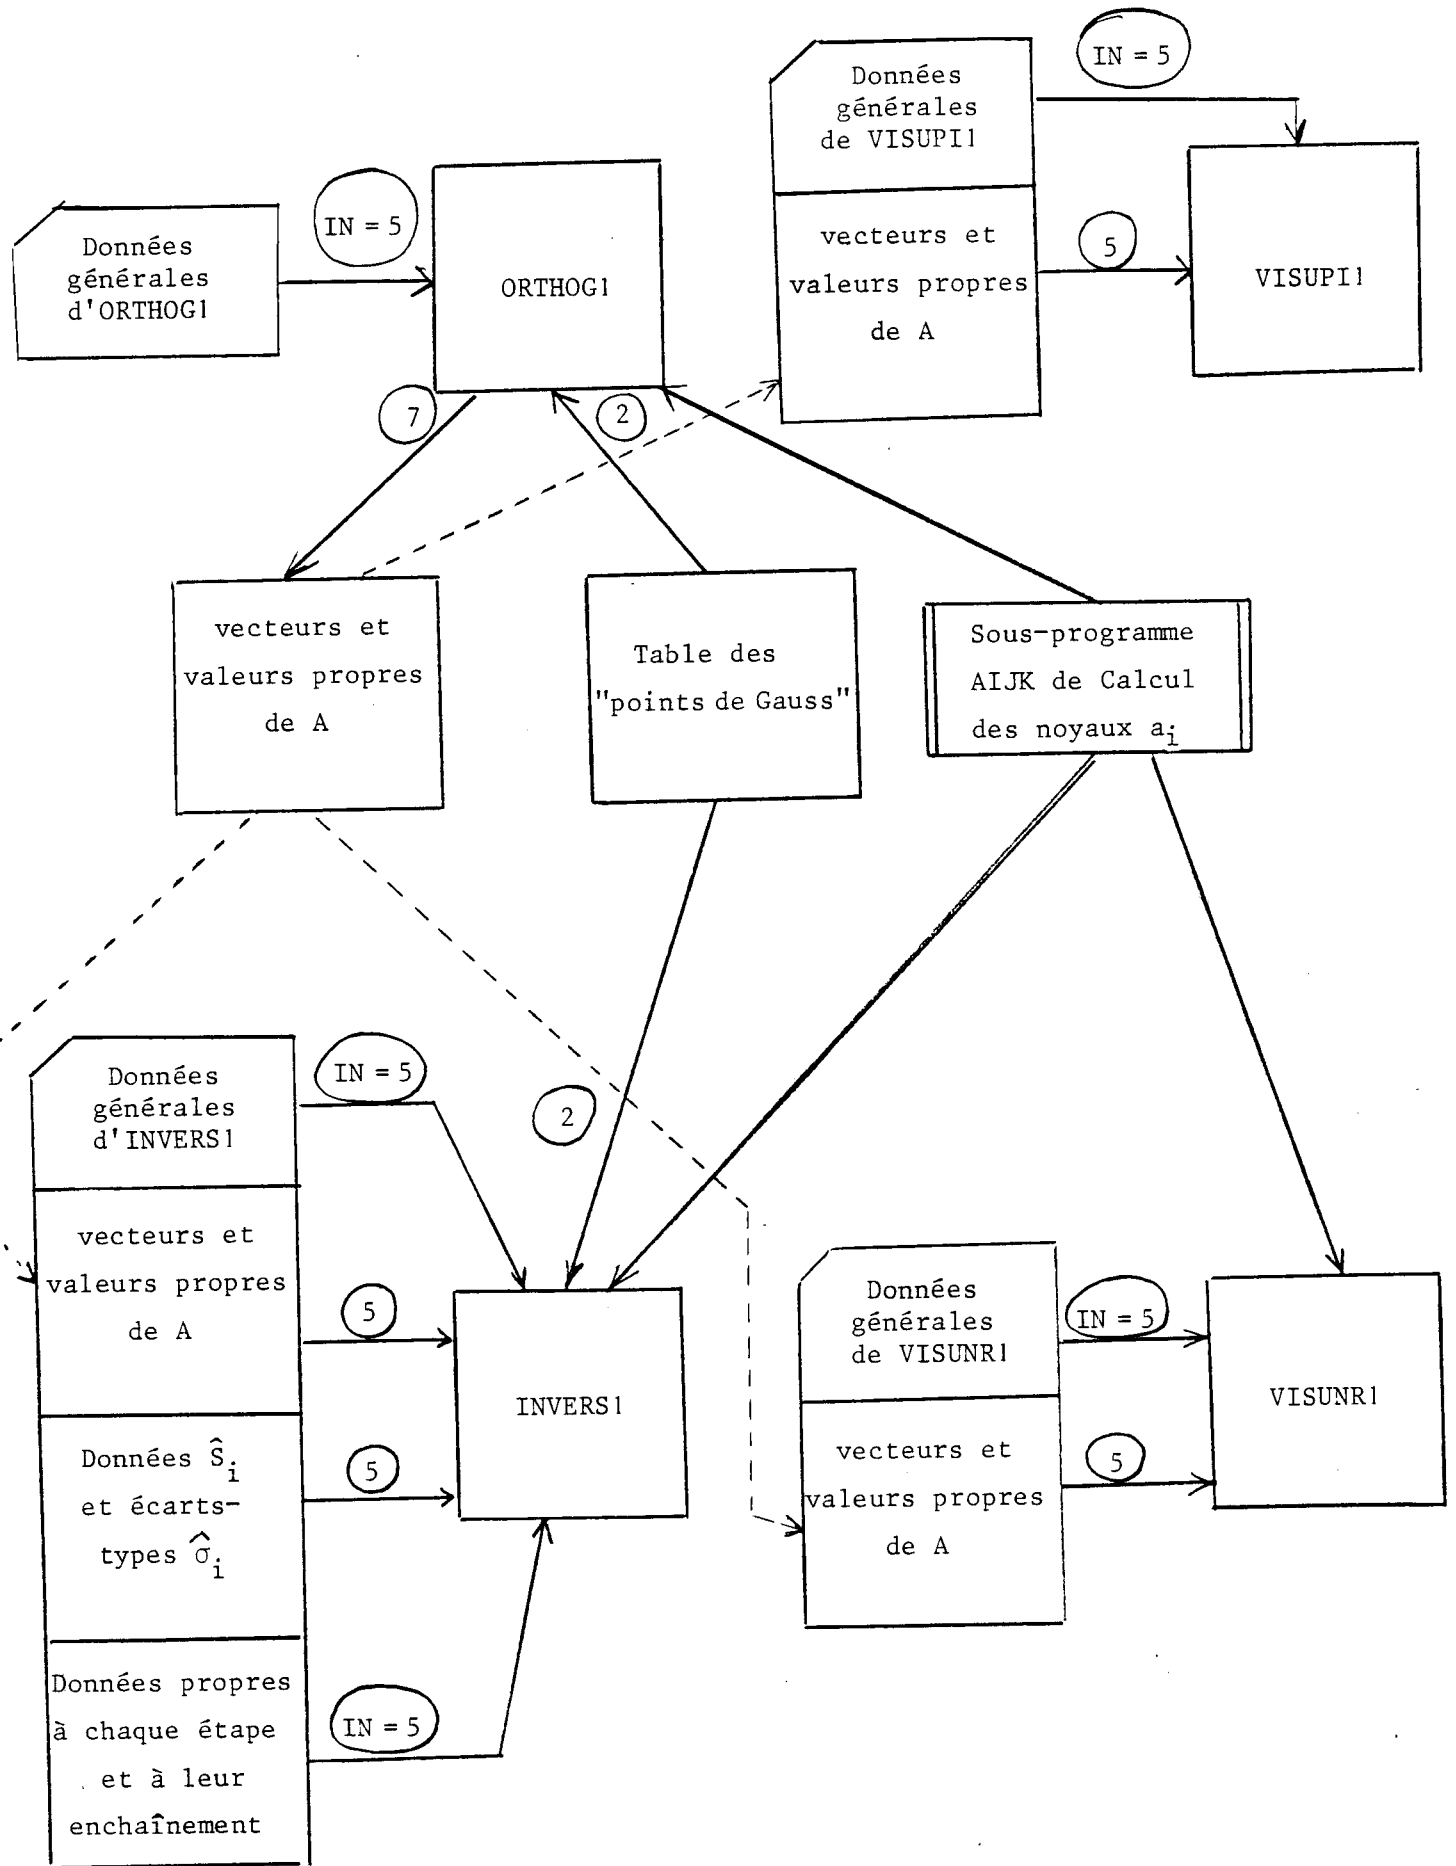 IN = 5
Données
générales
de VISUPI1
vecteurs et
valeurs propres
de A
5
VISUPI1
Données
générales
d'ORTHOG1
IN = 5
ORTHOG1
7
2
vecteurs et
valeurs propres
de A
Table des
"points de Gauss"
Sous-programme
AIJK de Calcul
des noyaux a_i
Données
générales
d'INVERS1
IN = 5
2
vecteurs et
valeurs propres
de A
5
Données Ŝ_i
et écarts-
types σ̂_i
5
INVERS1
Données propres
à chaque étape
et à leur
enchaînement
IN = 5
Données
générales
de VISUNR1
IN = 5
vecteurs et
valeurs propres
de A
5
VISUNR1